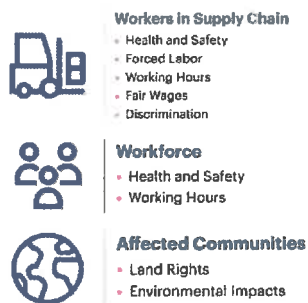 Workers in Supply Chain
• Health and Safety
• Forced Labor
• Working Hours
• Fair Wages
• Discrimination
Workforce
• Health and Safety
• Working Hours
Affected Communities
• Land Rights
• Environmental Impacts